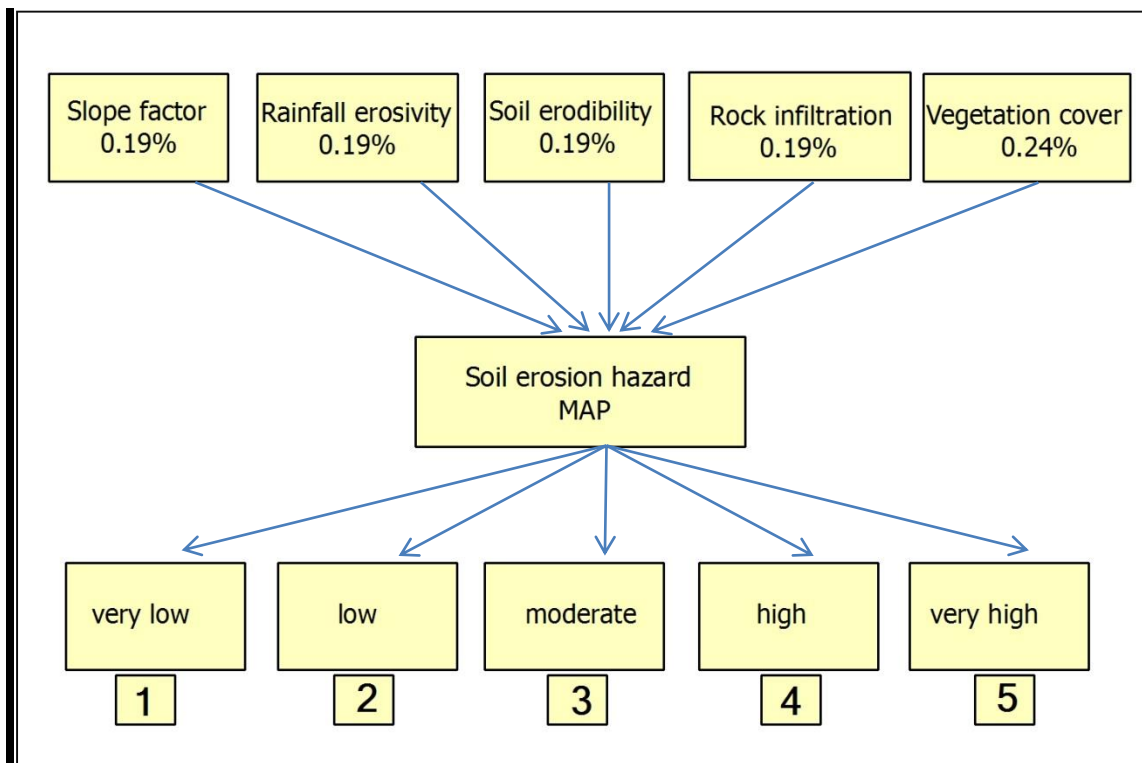 Slope factor
0.19%
Rainfall erosivity
0.19%
Soil erodibility
0.19%
Rock infiltration
0.19%
Vegetation cover
0.24%
Soil erosion hazard
MAP
very low
low
moderate
high
very high
1
2
3
4
5